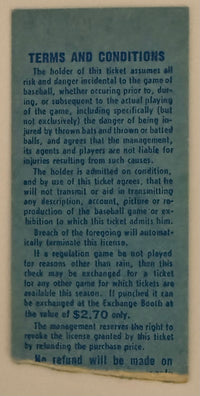 TERMS AND CONDITIONS
The holder of this ticket assumes all
risk and danger incidental to the game of
baseball, whether occuring prior to, dur-
ing, or subsequent to the actual playing
of the game, including specifically (but
not exclusively) the danger of being in-
jured by thrown bats and thrown or batted
balls, and agrees that the management,
its agents and players are not liable for
injuries resulting from such causes.
The holder is admitted on condition,
and by use of this ticket agrees, that he
will not transmit or aid in transmitting
any description, account, picture or re-
production of the baseball game or ex-
hibition to which this ticket admits him.
Breach of the foregoing will automat-
ically terminate this license.
If a regulation game be not played
for reasons other than rain, then this
check may be exchanged for a ticket
for any other game for which tickets are
available this season. If punched it can
be exchanged at the Exchange Booth at
the value of $2.70 only.
The management reserves the right to
revoke the license granted by this ticket
by refunding the purchase price.
No refund will be made on